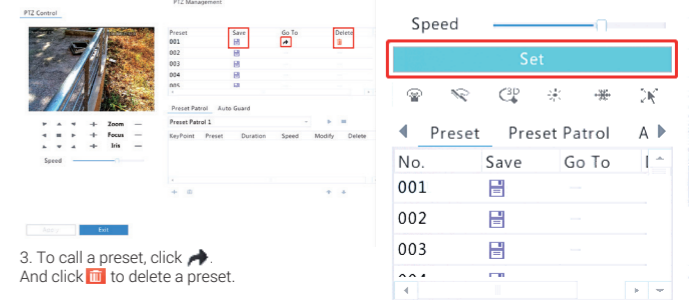 PTZ Management
PTZ Control
Preset Save Go To Delete
001
002
003
004
005
Preset Patrol Auto Guard
Preset Patrol 1
KeyPoint Preset Duration Speed Modify Delete
Zoom
Focus
Iris
Speed
Exit
3. To call a preset, click
And click to delete a preset.
Speed
Set
3D
Preset Preset Patrol A
No. Save Go To
001
002
003
004